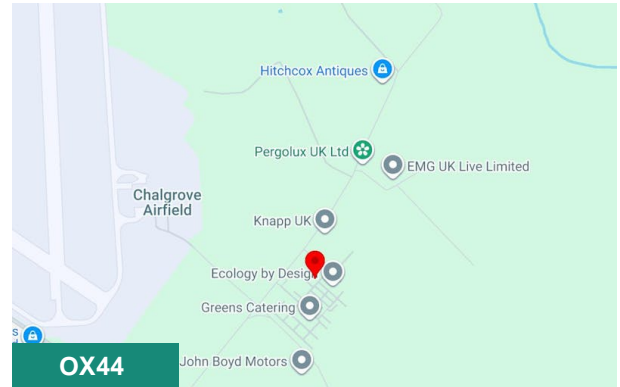 Hitchcox Antiques
Pergolux UK Ltd
EMG UK Live Limited
Chalgrove
Airfield
Knapp UK
Ecology by Design
Greens Catering
s
John Boyd Motors
OX44